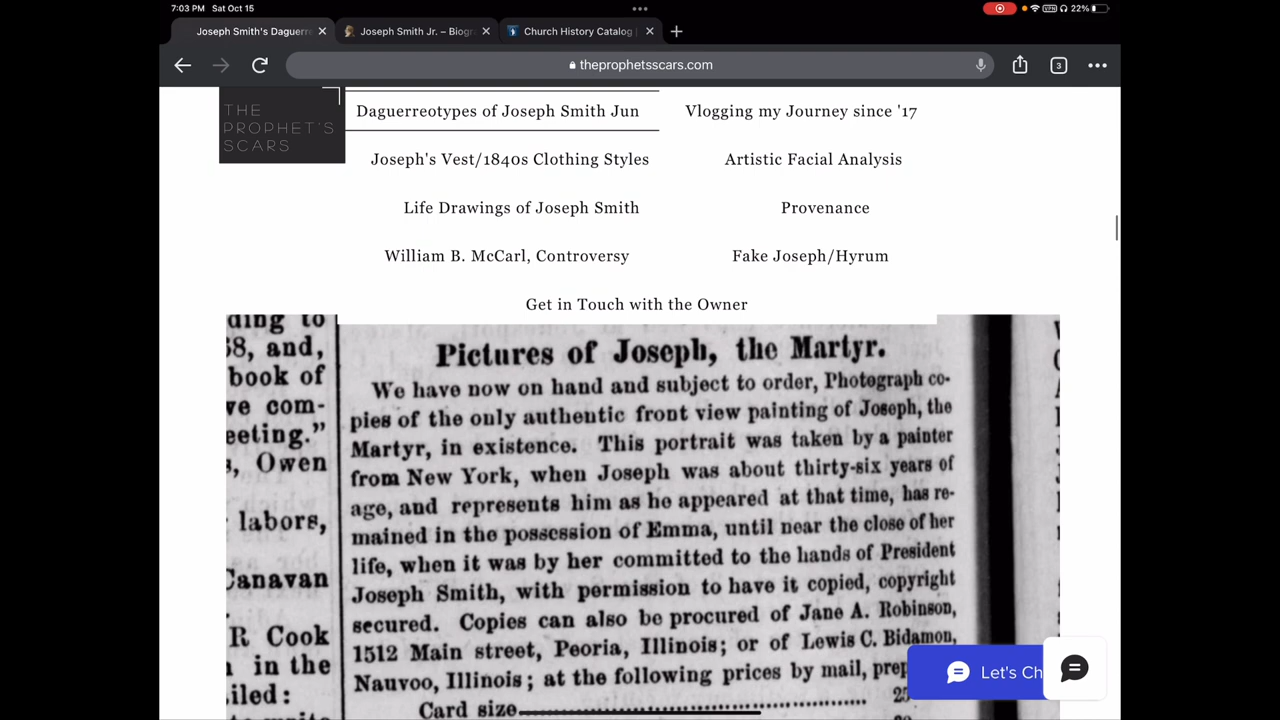 7:03 PM Sat Oct 15
VPN
22%
Joseph Smith's Daguerr
Joseph Smith Jr. – Biogr
Church History Catalog
theprophetsscars.com
3
THE
PROPHET'S
SCARS
Daguerreotypes of Joseph Smith Jun
Vlogging my Journey since '17
Joseph's Vest/1840s Clothing Styles
Artistic Facial Analysis
Life Drawings of Joseph Smith
Provenance
William B. McCarl, Controversy
Fake Joseph/Hyrum
Get in Touch with the Owner
ding to
68, and,
book of
ve com-
eeting."
s, Owen
labors,
Canavan
R Cook
in the
iled:
Pictures of Joseph, the Martyr.
We have now on hand and subject to order, Photograph co-
pies of the only authentic front view painting of Joseph, the
Martyr, in existence. This portrait was taken by a painter
from New York, when Joseph was about thirty-six years of
age, and represents him as he appeared at that time, has re-
mained in the possession of Emma, until near the close of her
life, when it was by her committed to the hands of President
Joseph Smith, with permission to have it copied, copyright
secured. Copies can also be procured of Jane A. Robinson,
1512 Main street, Peoria, Illinois; or of Lewis C. Bidamon,
Nauvoo, Illinois; at the following prices by mail, prep
Card size
Let's Ch